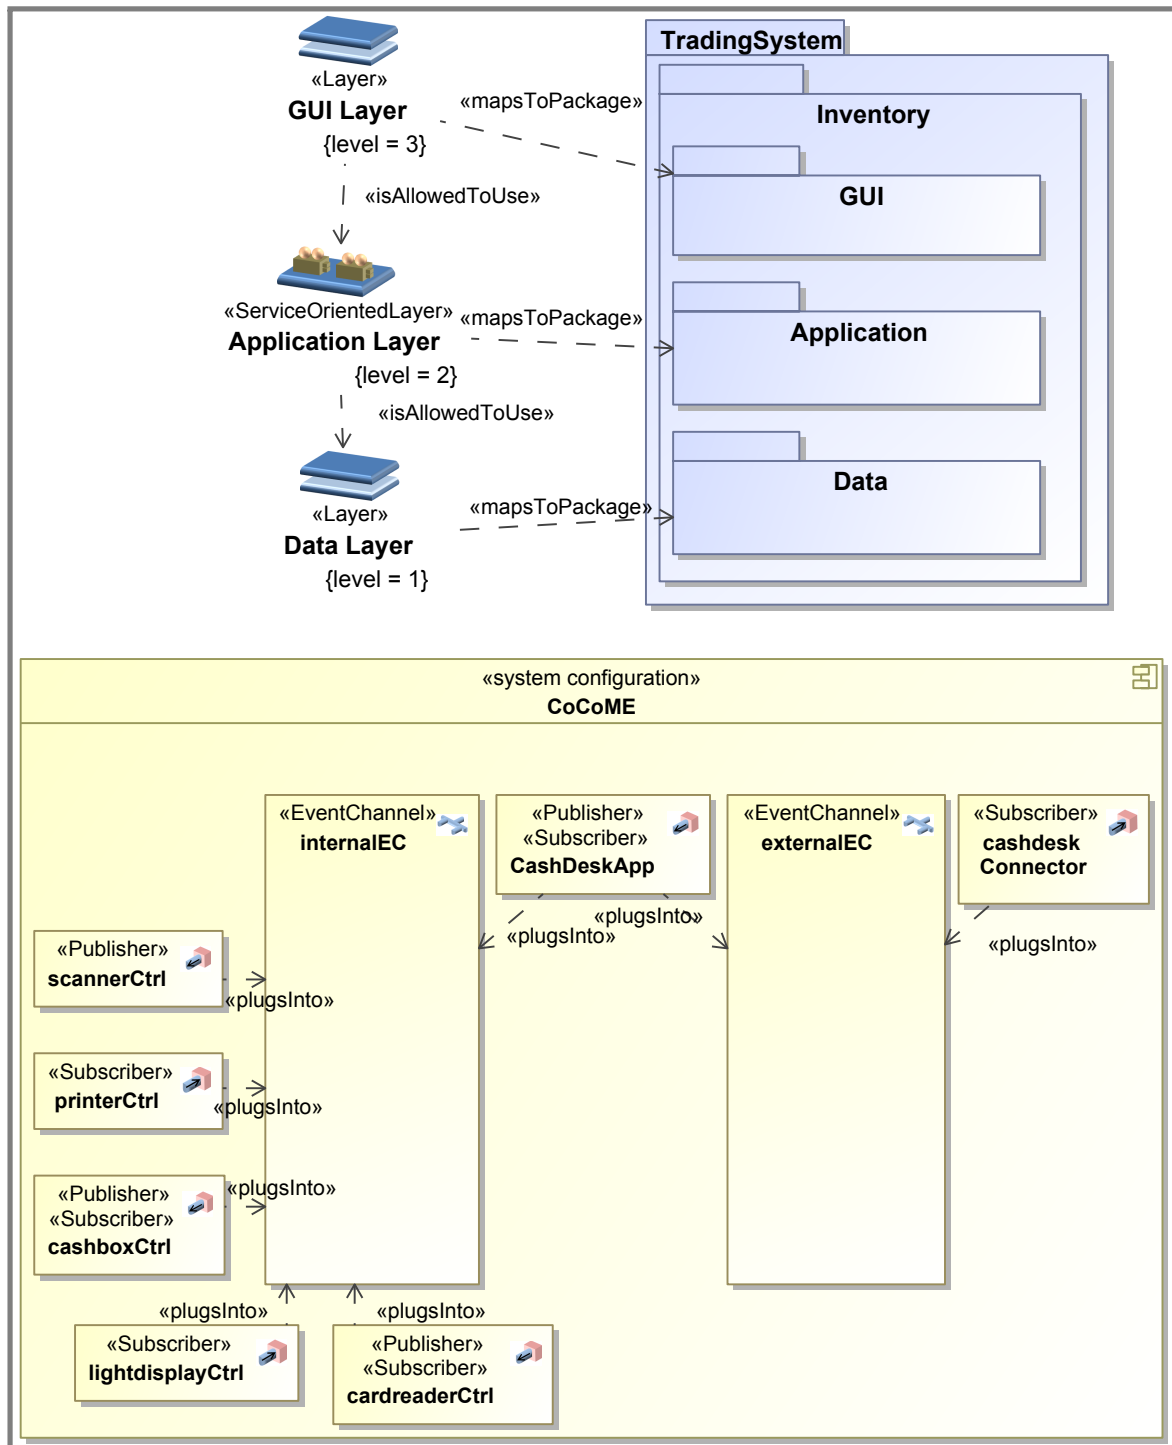 TradingSystem
«Layer»
GUI Layer
{level = 3}
«mapsToPackage»
Inventory
GUI
«isAllowedToUse»
«ServiceOrientedLayer»
Application Layer
{level = 2}
«mapsToPackage»
Application
«isAllowedToUse»
«Layer»
Data Layer
{level = 1}
«mapsToPackage»
Data
«system configuration»
CoCoME
«EventChannel»
internalEC
«Publisher»
«Subscriber»
CashDeskApp
«EventChannel»
externalEC
«Subscriber»
cashdesk
Connector
«plugsInto»
«plugsInto»
«plugsInto»
«Publisher»
scannerCtrl
«plugsInto»
«Subscriber»
printerCtrl
«plugsInto»
«Publisher»
«Subscriber»
cashboxCtrl
«plugsInto»
«plugsInto»
«plugsInto»
«Subscriber»
lightdisplayCtrl
«Publisher»
«Subscriber»
cardreaderCtrl